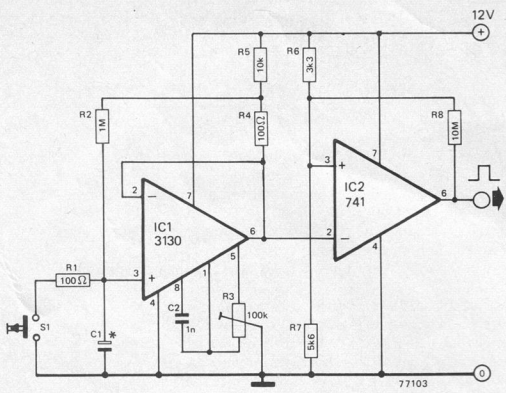 12V
+
R5
10k
R6
3k3
R2
1M
R4
100Ω
R8
10M
2
−
7
IC1
3130
6
3
+
7
IC2
741
6
2
−
4
R1
100Ω
3
+
5
1
8
4
S1
C1
*
C2
1n
R3
100k
R7
5k6
77103
0